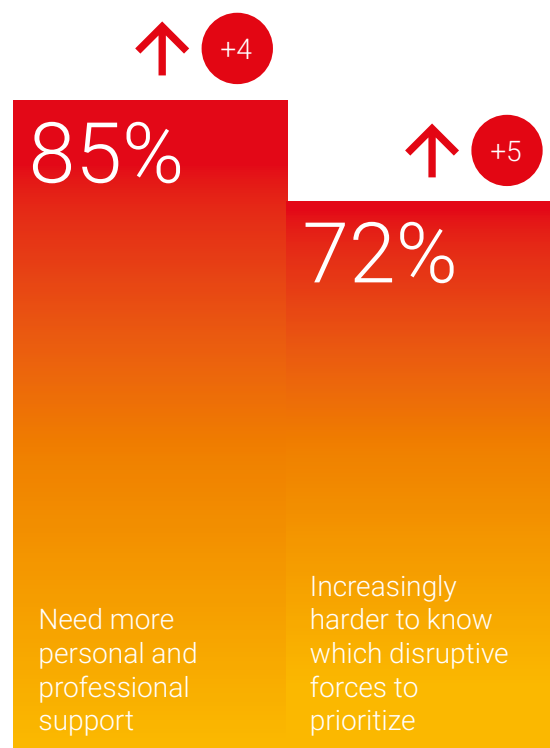 +4
85%
Need more
personal and
professional
support
+5
72%
Increasingly
harder to know
which disruptive
forces to
prioritize